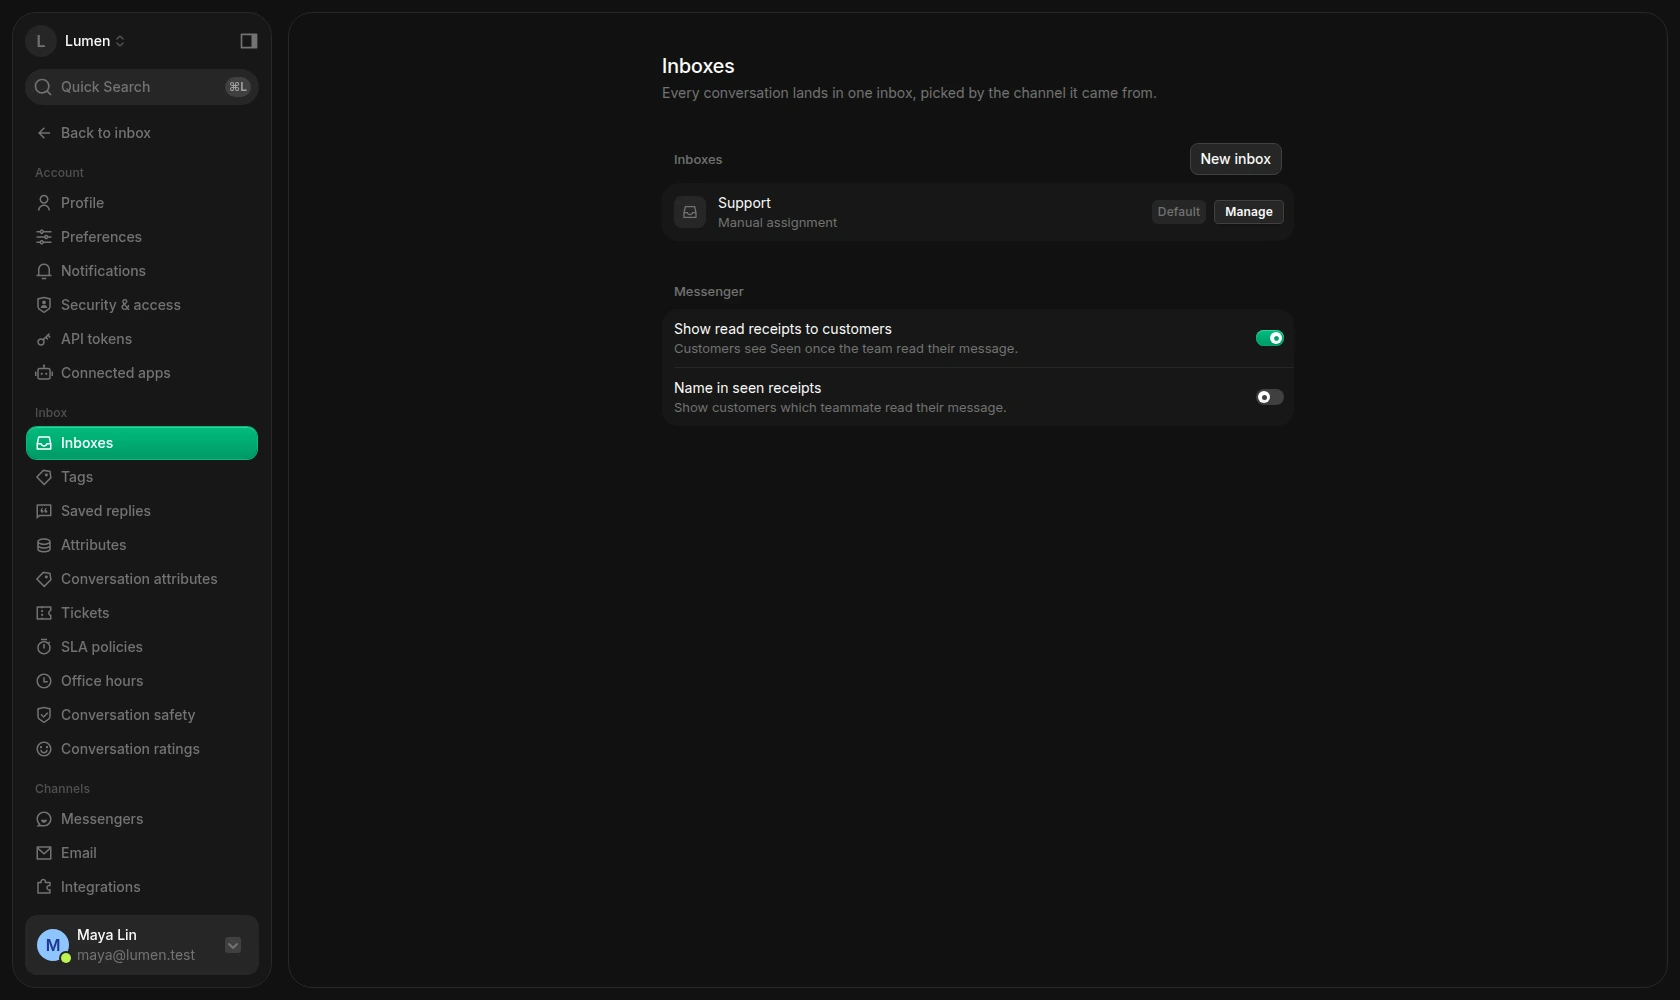 L Lumen
Quick Search ⌘L
Back to inbox
Account
Profile
Preferences
Notifications
Security & access
API tokens
Connected apps
Inbox
Inboxes
Tags
Saved replies
Attributes
Conversation attributes
Tickets
SLA policies
Office hours
Conversation safety
Conversation ratings
Channels
Messengers
Email
Integrations
M Maya Lin
maya@lumen.test
Inboxes
Every conversation lands in one inbox, picked by the channel it came from.
Inboxes New inbox
Support
Manual assignment
Default Manage
Messenger
Show read receipts to customers
Customers see Seen once the team read their message.
Name in seen receipts
Show customers which teammate read their message.